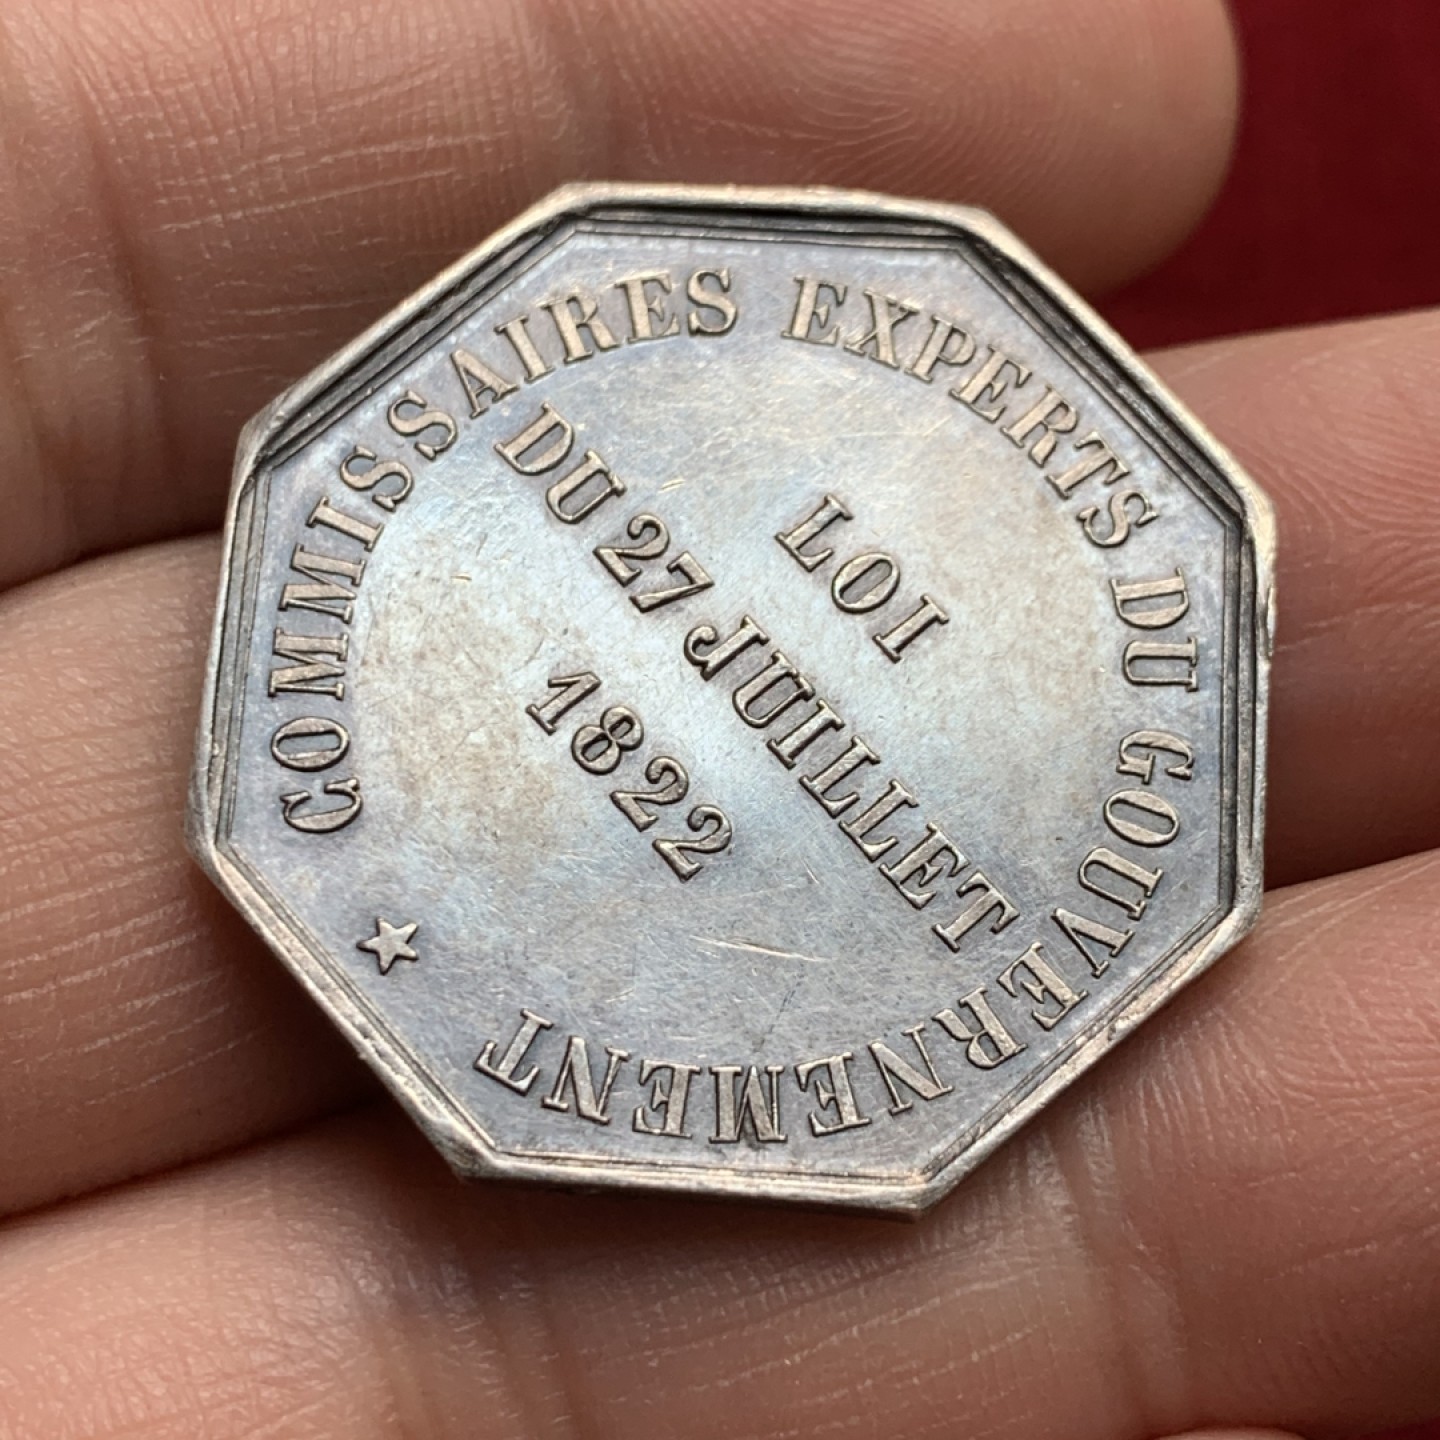 COMMISSAIRES EXPERTS DU GOUVERNEMENT
LOI
DU 27 JUILLET
1822